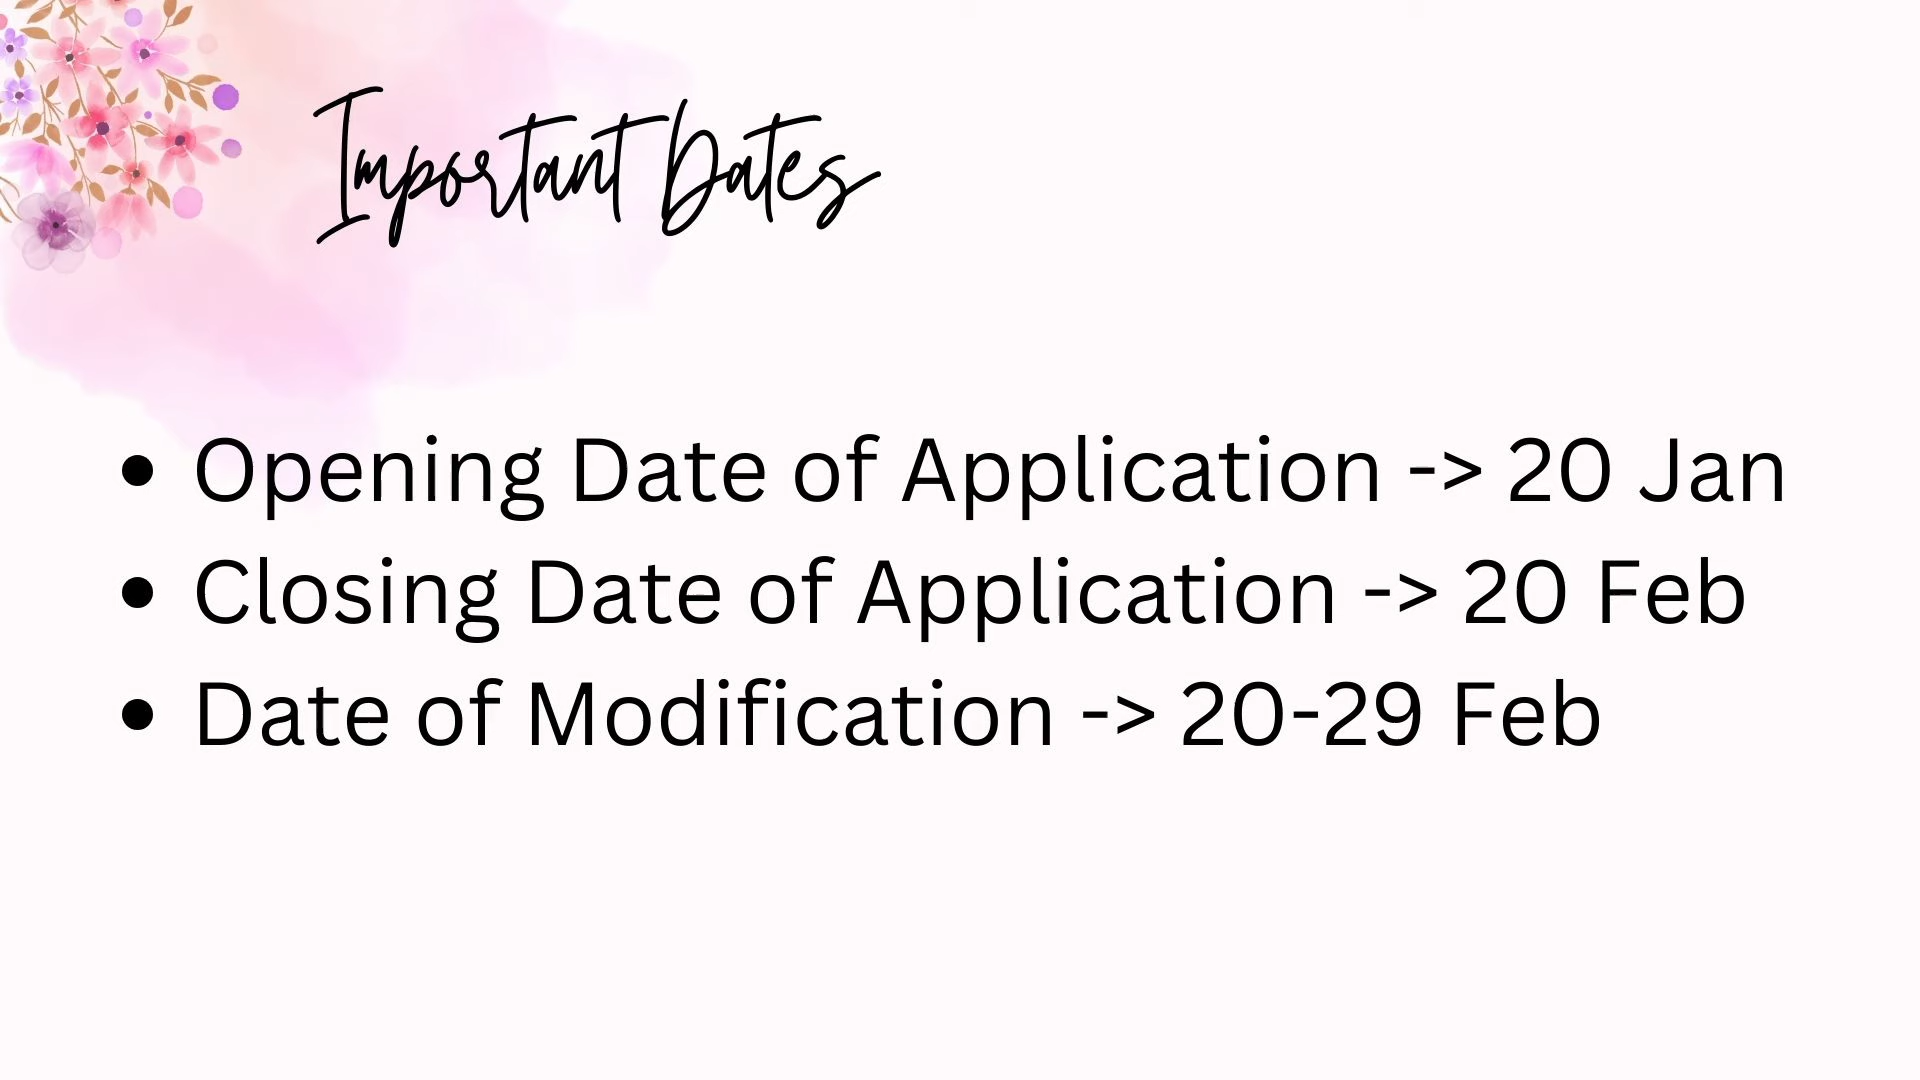 Important Dates
• Opening Date of Application -> 20 Jan
• Closing Date of Application -> 20 Feb
• Date of Modification -> 20-29 Feb